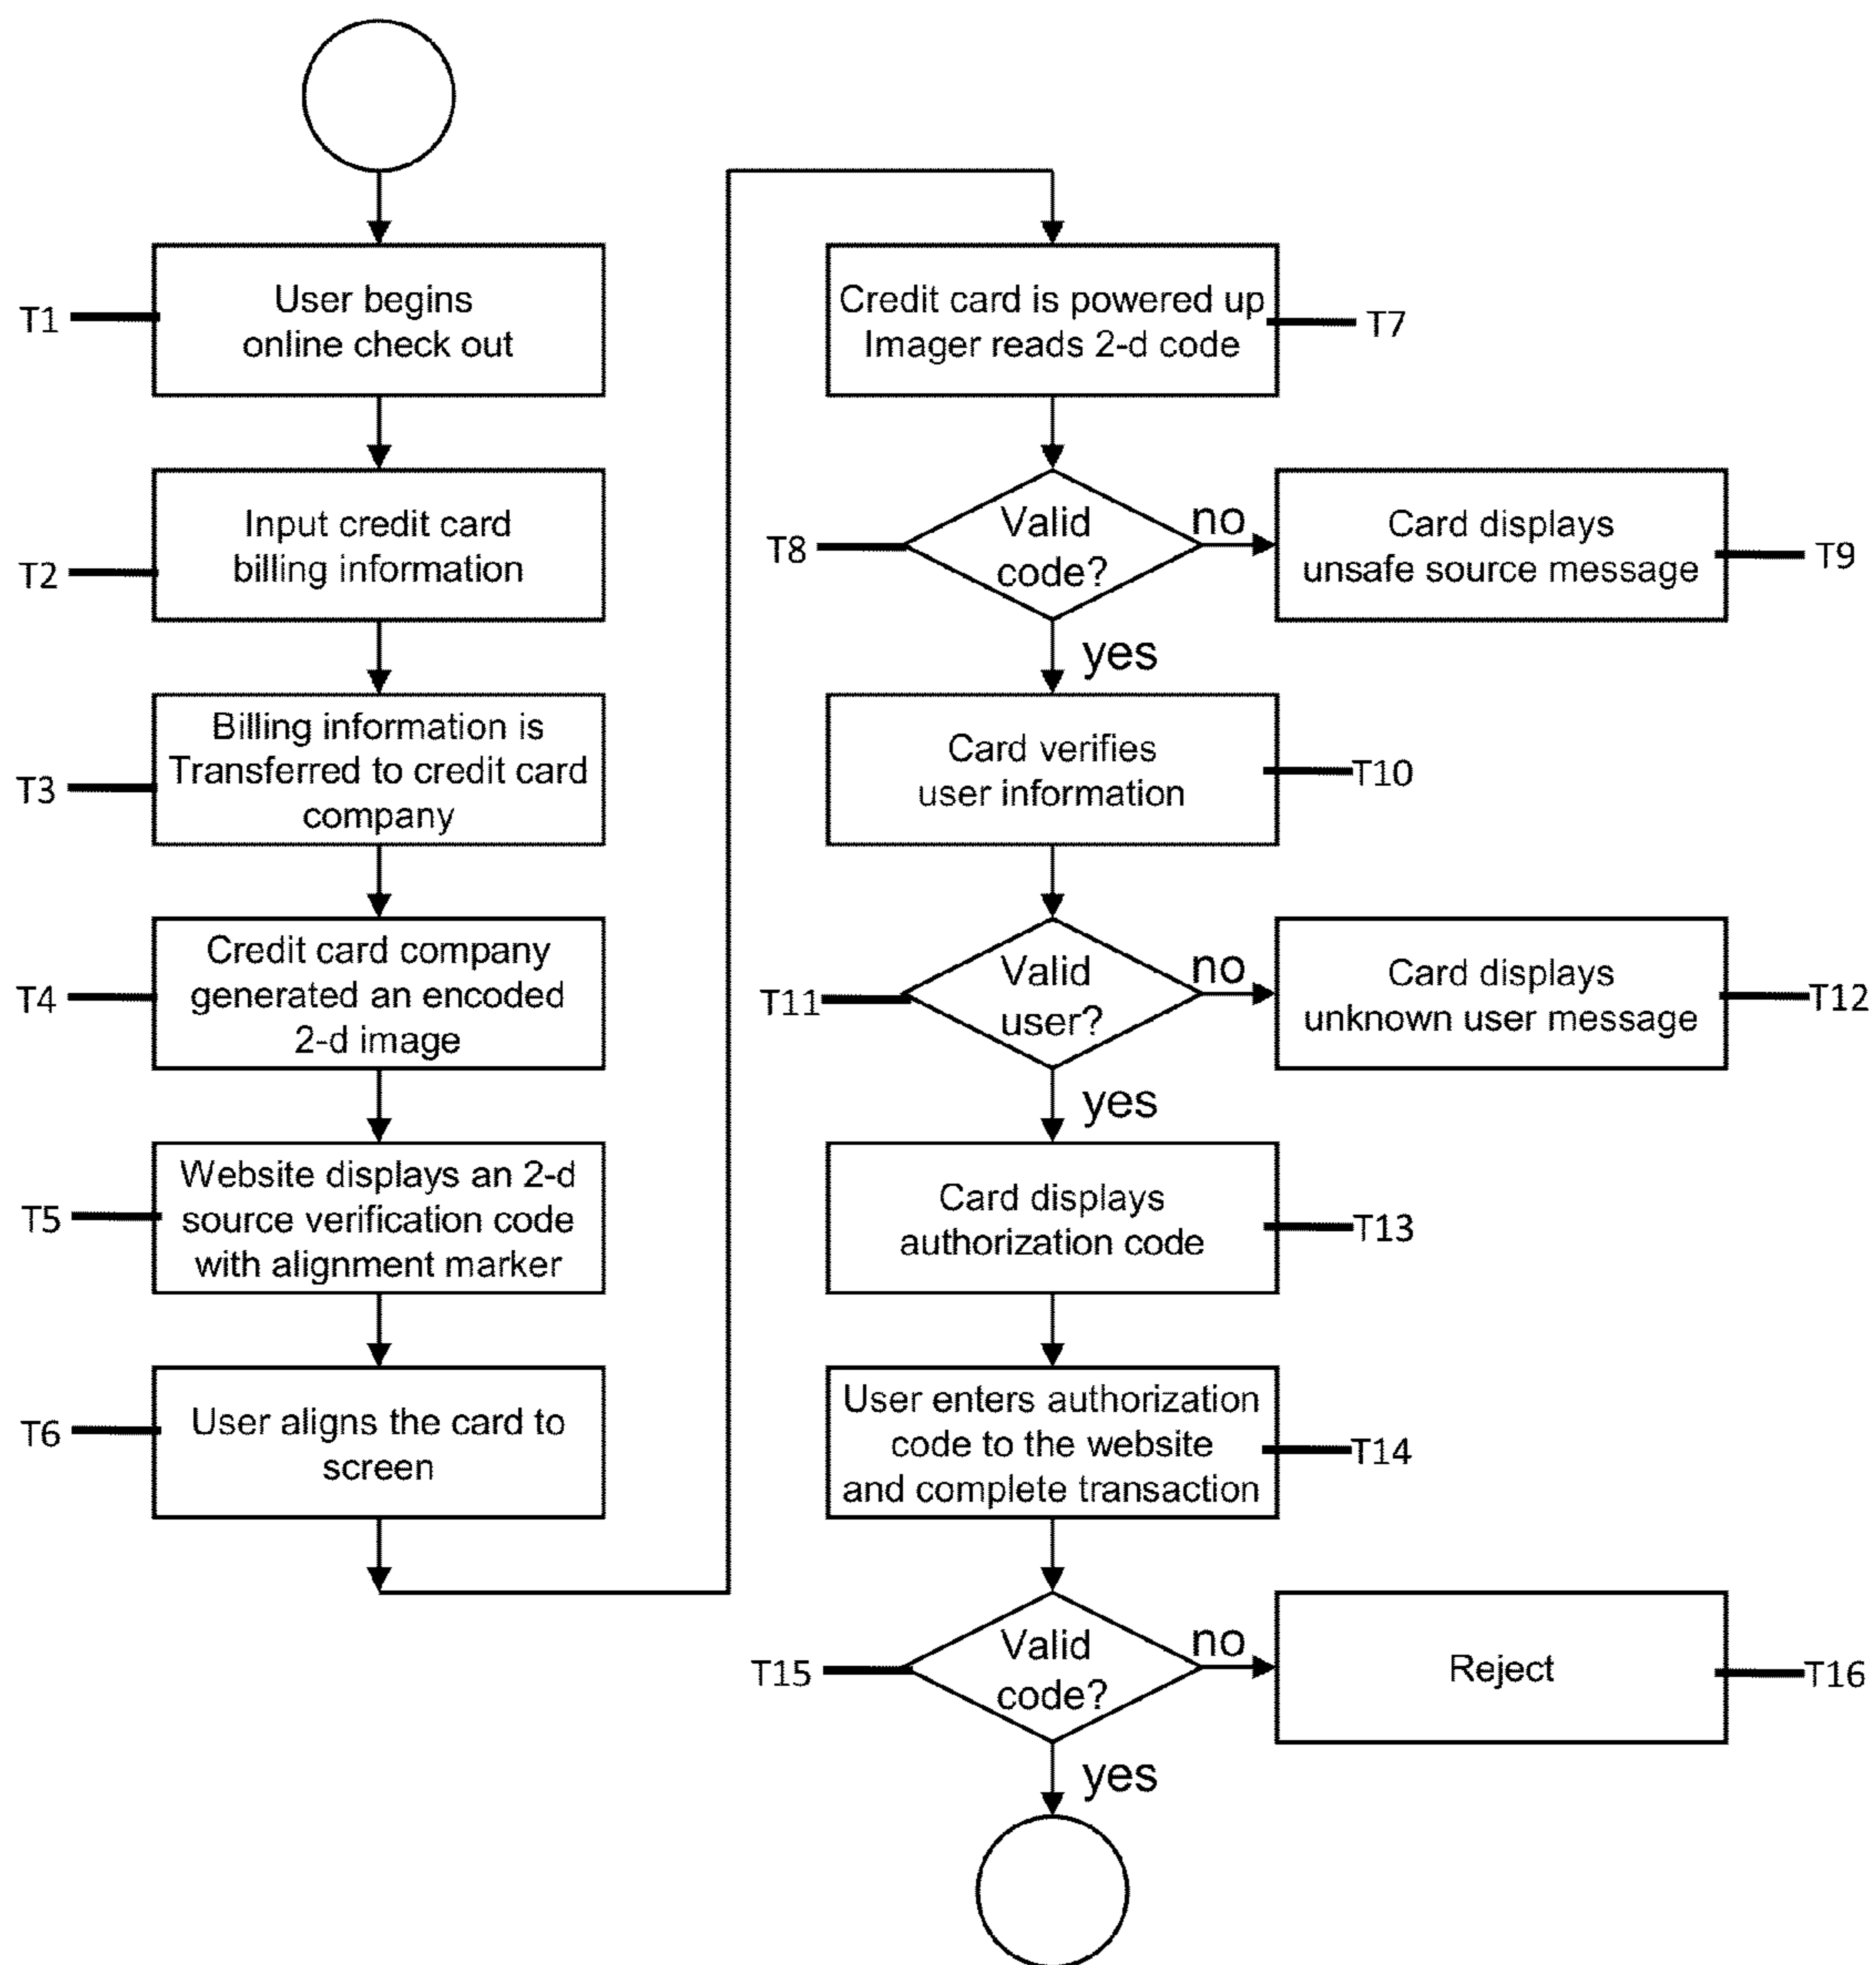 T1
User begins
online check out
T2
Input credit card
billing information
T3
Billing information is
Transferred to credit card
company
T4
Credit card company
generated an encoded
2-d image
T5
Website displays an 2-d
source verification code
with alignment marker
T6
User aligns the card to
screen
Credit card is powered up
Imager reads 2-d code
T7
T8
Valid
code?
no
Card displays
unsafe source message
T9
yes
Card verifies
user information
T10
T11
Valid
user?
no
Card displays
unknown user message
T12
yes
Card displays
authorization code
T13
User enters authorization
code to the website
and complete transaction
T14
T15
Valid
code?
no
Reject
T16
yes